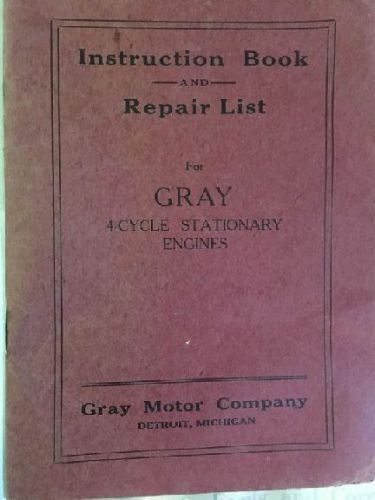 Instruction Book
AND
Repair List
For
GRAY
4-CYCLE STATIONARY
ENGINES
Gray Motor Company
DETROIT, MICHIGAN